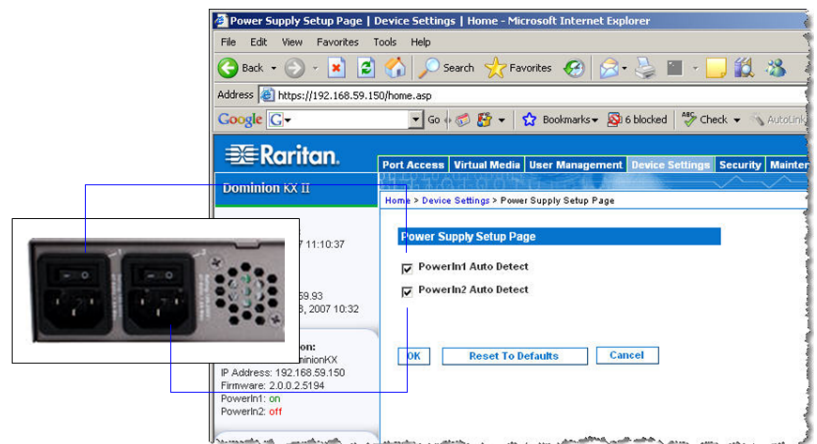 Power Supply Setup Page | Device Settings | Home - Microsoft Internet Explorer
File Edit View Favorites Tools Help
Back Search Favorites
Address https://192.168.59.150/home.asp
Google G Go Bookmarks 6 blocked ABC Check AutoLink
Raritan.
Port Access Virtual Media User Management Device Settings Security Mainter
Dominion KX II
Home > Device Settings > Power Supply Setup Page
Power Supply Setup Page
7 11:10:37
PowerIn1 Auto Detect
PowerIn2 Auto Detect
59.93
, 2007 10:32
on:
minionKX
OK Reset To Defaults Cancel
IP Address: 192.168.59.150
Firmware: 2.0.0.2.5194
PowerIn1: on
PowerIn2: off
1
2